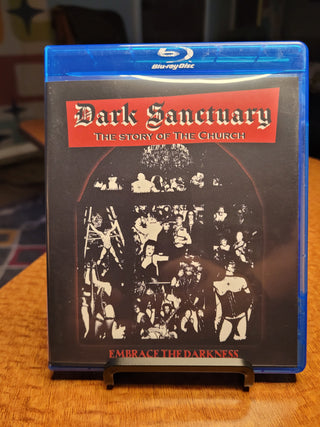 Blu-ray Disc
Dark Sanctuary
THE STORY OF THE CHURCH
EMBRACE THE DARKNESS